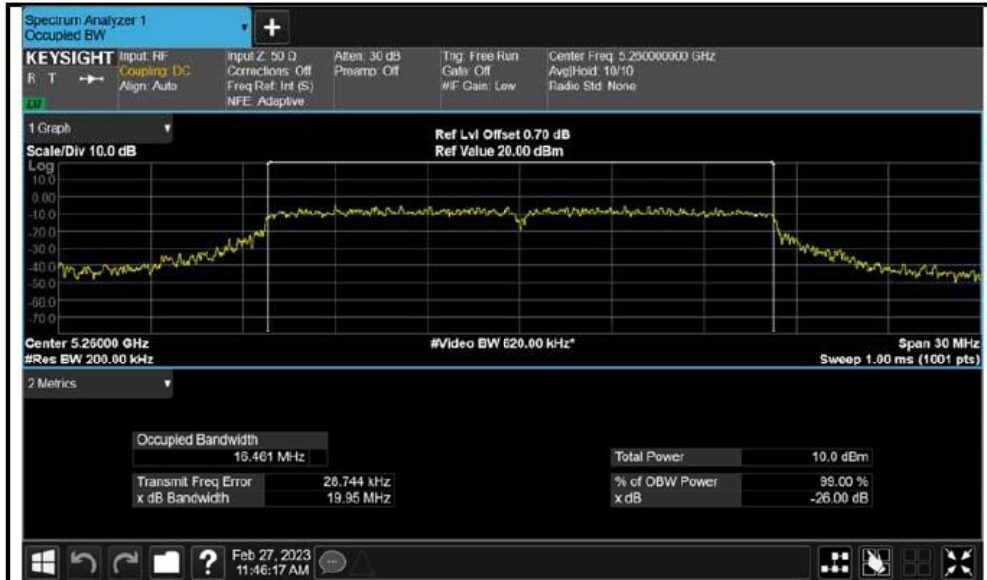 Spectrum Analyzer 1
Occupied BW
+
KEYSIGHT
R T
LXI
Input: RF
Coupling: DC
Align: Auto
Input Z: 50 Ω
Corrections: Off
Freq Ref: Int (S)
NFE: Adaptive
Atten: 30 dB
Preamp: Off
Trig: Free Run
Gate: Off
#IF Gain: Low
Center Freq: 5.260000000 GHz
Avg|Hold: 10/10
Radio Std: None
1 Graph
Scale/Div 10.0 dB
Ref Lvl Offset 0.70 dB
Ref Value 20.00 dBm
Log
10.0
0.00
-10.0
-20.0
-30.0
-40.0
-50.0
-60.0
-70.0
Center 5.26000 GHz
#Res BW 200.00 kHz
#Video BW 620.00 kHz*
Span 30 MHz
Sweep 1.00 ms (1001 pts)
2 Metrics
Occupied Bandwidth
16.461 MHz
Transmit Freq Error 28.744 kHz
x dB Bandwidth 19.95 MHz
Total Power 10.0 dBm
% of OBW Power 99.00 %
x dB -26.00 dB
?
Feb 27, 2023
11:46:17 AM